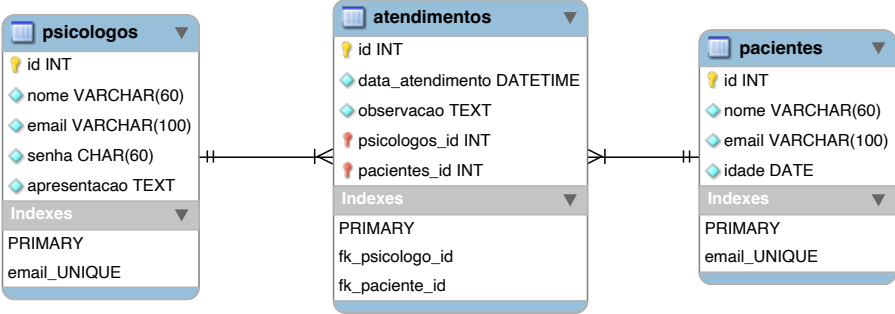 psicologos
id INT
nome VARCHAR(60)
email VARCHAR(100)
senha CHAR(60)
apresentacao TEXT
Indexes
PRIMARY
email_UNIQUE
atendimentos
id INT
data_atendimento DATETIME
observacao TEXT
psicologos_id INT
pacientes_id INT
Indexes
PRIMARY
fk_psicologo_id
fk_paciente_id
pacientes
id INT
nome VARCHAR(60)
email VARCHAR(100)
idade DATE
Indexes
PRIMARY
email_UNIQUE